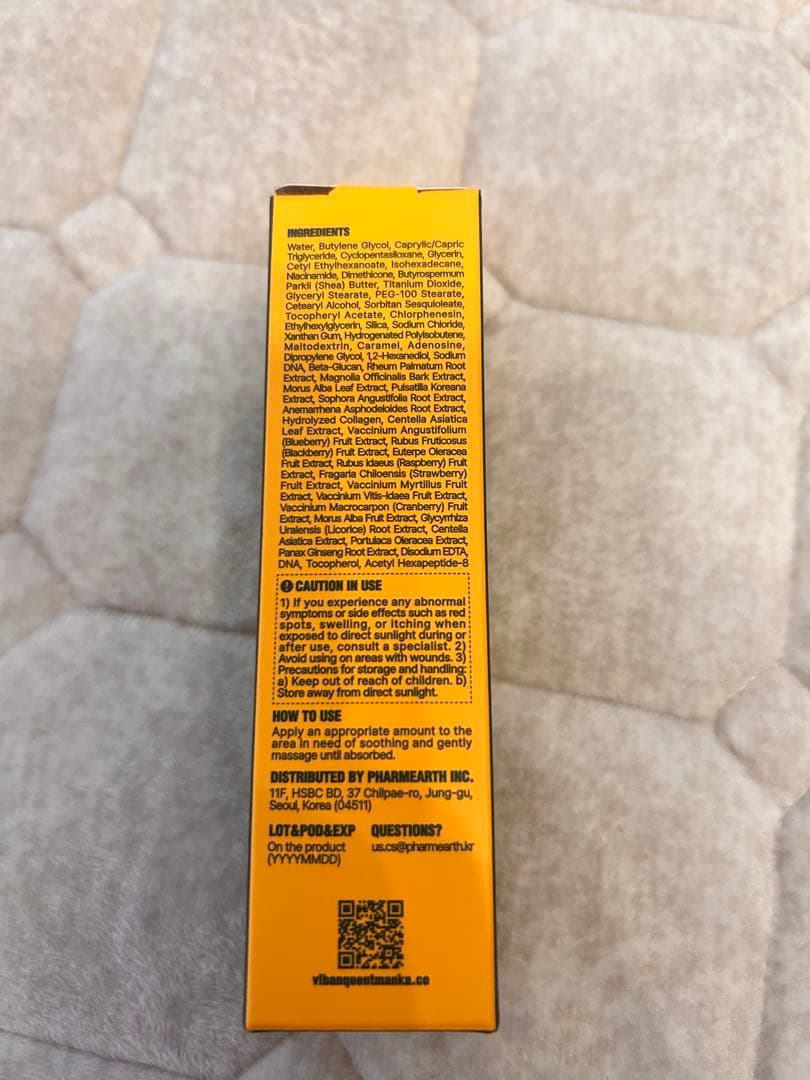 INGREDIENTS
Water, Butylene Glycol, Caprylic/Capric
Triglyceride, Cyclopentasiloxane, Glycerin,
Cetyl Ethylhexanoate, Isohexadecane,
Niacinamide, Dimethicone, Butyrospermum
Parkii (Shea) Butter, Titanium Dioxide,
Glyceryl Stearate, PEG-100 Stearate,
Cetearyl Alcohol, Sorbitan Sesquioleate,
Tocopheryl Acetate, Chlorphenesin,
Ethylhexylglycerin, Silica, Sodium Chloride,
Xanthan Gum, Hydrogenated Polyisobutene,
Maltodextrin, Caramel, Adenosine,
Dipropylene Glycol, 1,2-Hexanediol, Sodium
DNA, Beta-Glucan, Rheum Palmatum Root
Extract, Magnolia Officinalis Bark Extract,
Morus Alba Leaf Extract, Pulsatilla Koreana
Extract, Sophora Angustifolia Root Extract,
Anemarrhena Asphodeloides Root Extract,
Hydrolyzed Collagen, Centella Asiatica
Leaf Extract, Vaccinium Angustifolium
(Blueberry) Fruit Extract, Rubus Fruticosus
(Blackberry) Fruit Extract, Euterpe Oleracea
Fruit Extract, Rubus Idaeus (Raspberry) Fruit
Extract, Fragaria Chiloensis (Strawberry)
Fruit Extract, Vaccinium Myrtillus Fruit
Extract, Vaccinium Vitis-Idaea Fruit Extract,
Vaccinium Macrocarpon (Cranberry) Fruit
Extract, Morus Alba Fruit Extract, Glycyrrhiza
Uralensis (Licorice) Root Extract, Centella
Asiatica Extract, Portulaca Oleracea Extract,
Panax Ginseng Root Extract, Disodium EDTA,
DNA, Tocopherol, Acetyl Hexapeptide-8
CAUTION IN USE
1) If you experience any abnormal
symptoms or side effects such as red
spots, swelling, or itching when
exposed to direct sunlight during or
after use, consult a specialist. 2)
Avoid using on areas with wounds. 3)
Precautions for storage and handling:
a) Keep out of reach of children. b)
Store away from direct sunlight.
HOW TO USE
Apply an appropriate amount to the
area in need of soothing and gently
massage until absorbed.
DISTRIBUTED BY PHARMEARTH INC.
11F, HSBC BD, 37 Chilpae-ro, Jung-gu,
Seoul, Korea (04511)
LOT&POD&EXP QUESTIONS?
On the product us.cs@pharmearth.kr
(YYYYMMDD)
vibanquentmanka.co